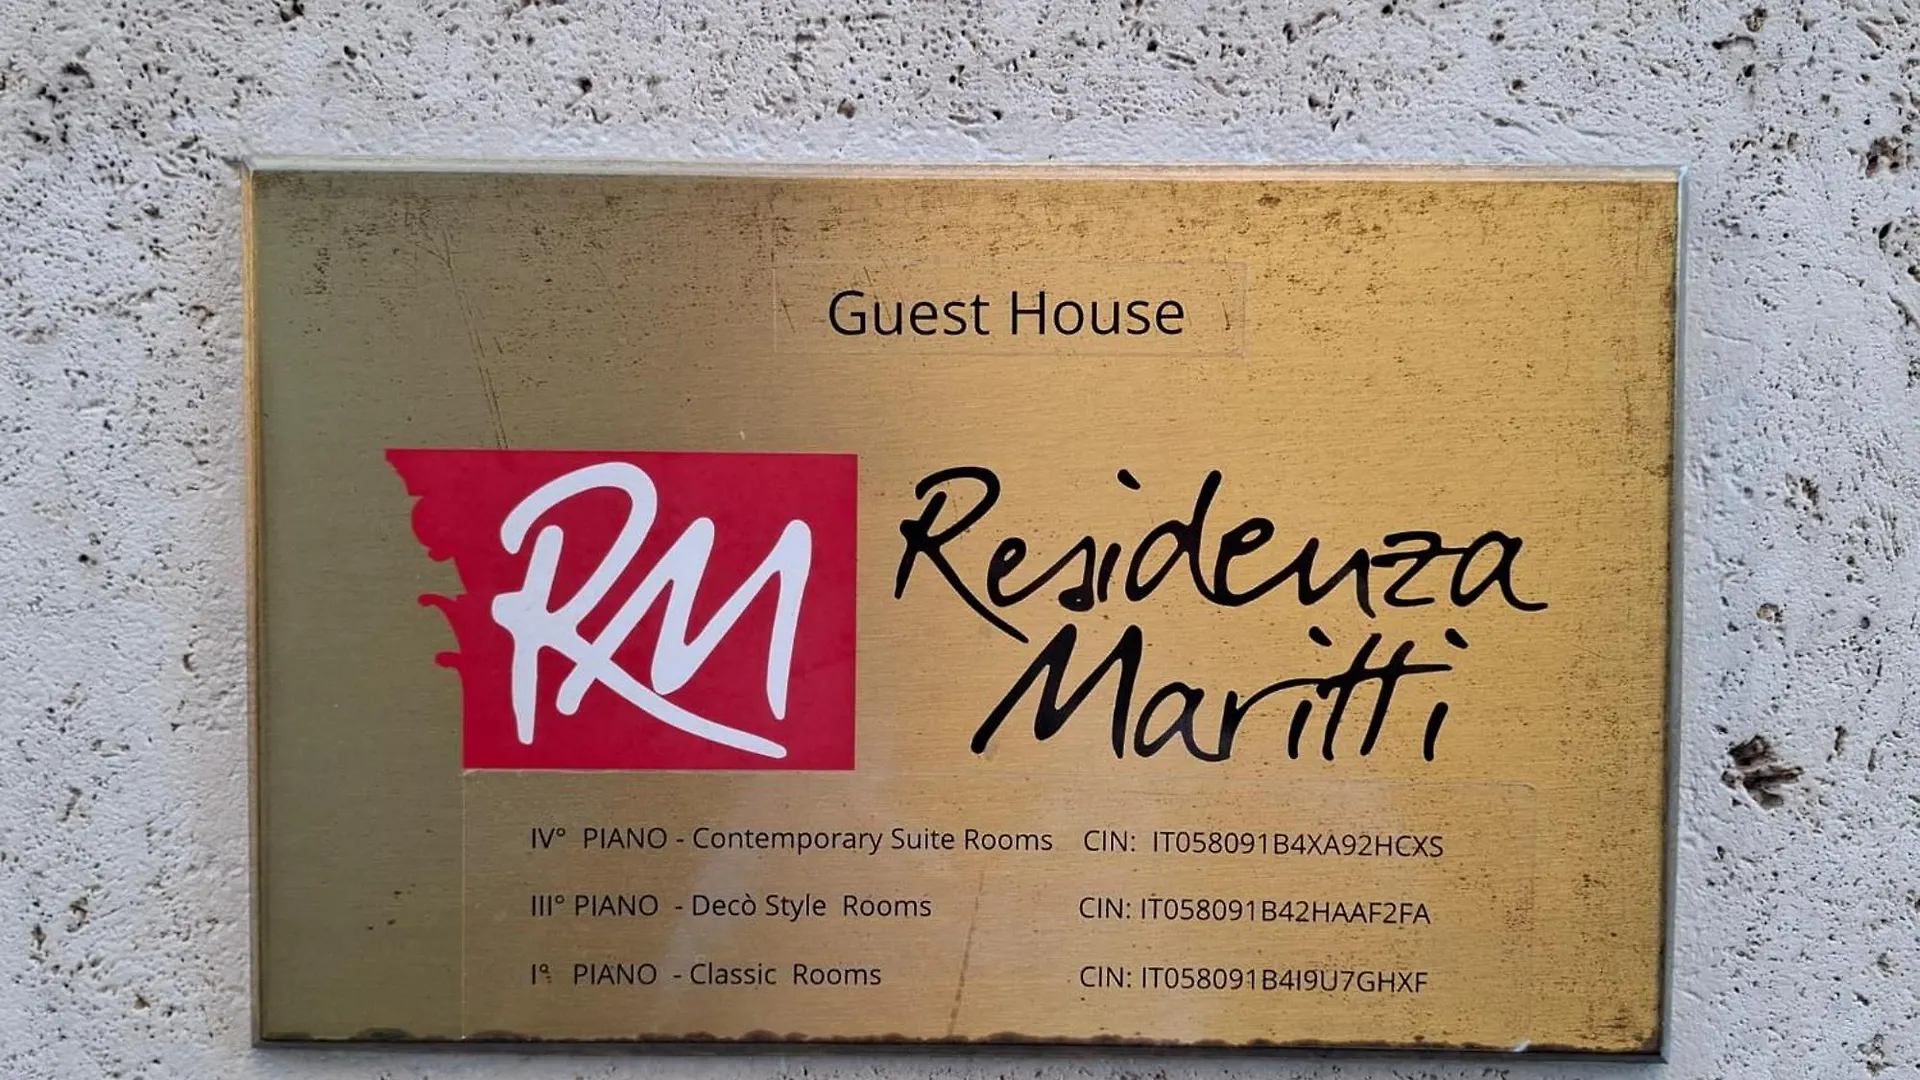 Guest House
RM
Residenza
Maritti
IV° PIANO - Contemporary Suite Rooms CIN: IT058091B4XA92HCXS
III° PIANO - Decò Style Rooms CIN: IT058091B42HAAF2FA
I° PIANO - Classic Rooms CIN: IT058091B4I9U7GHXF